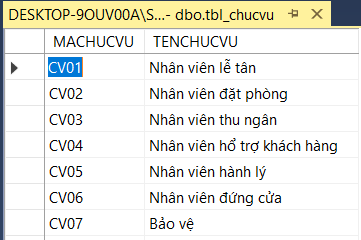 DESKTOP-9OUV00A\S...- dbo.tbl_chucvu
MACHUCVU TENCHUCVU
CV01 Nhân viên lễ tân
CV02 Nhân viên đặt phòng
CV03 Nhân viên thu ngân
CV04 Nhân viên hổ trợ khách hàng
CV05 Nhân viên hành lý
CV06 Nhân viên đứng cửa
CV07 Bảo vệ